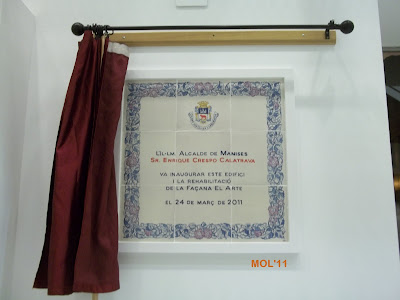 L'IL·LM ALCALDE DE MANISES
SR. ENRIQUE CRESPO CALATRAVA
VA INAUGURAR ESTE EDIFICI
I LA REHABILITACIÓ
DE LA FAÇANA EL ARTE
EL 24 DE MARÇ DE 2011
MOL'11